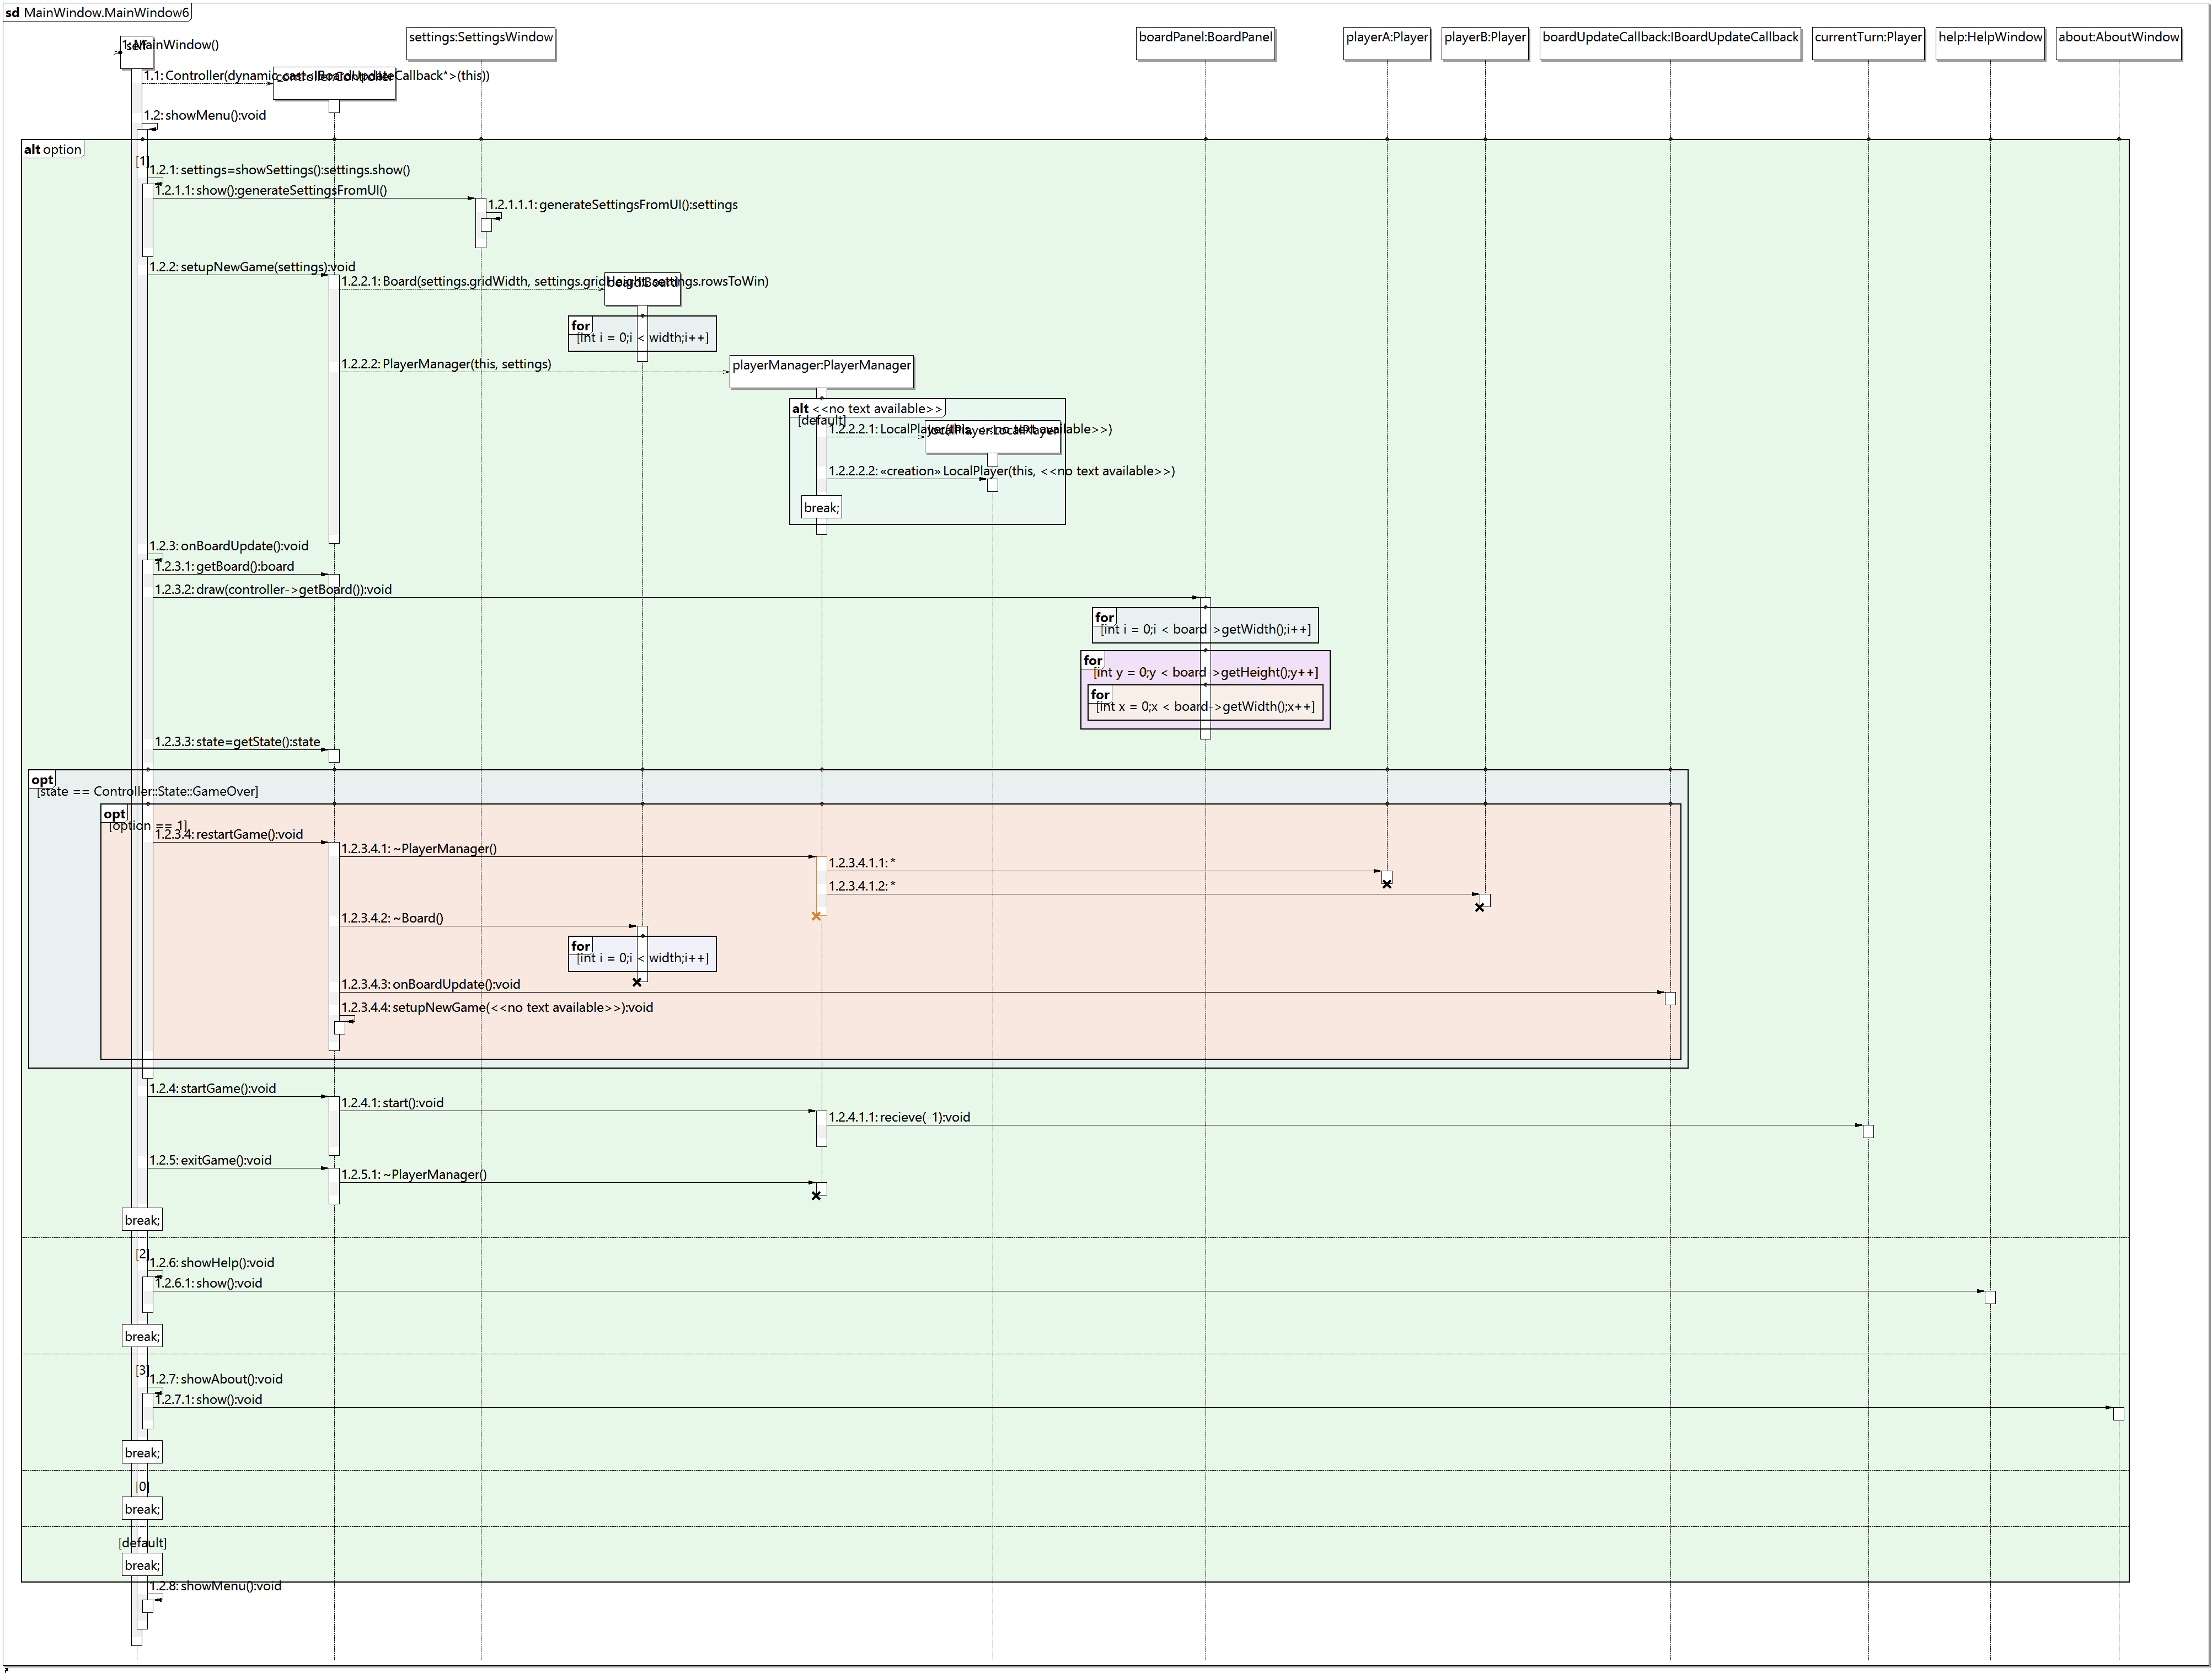 sd MainWindow.MainWindow6
1: MainWindow()
self
settings:SettingsWindow
boardPanel:BoardPanel
playerA:Player
playerB:Player
boardUpdateCallback:IBoardUpdateCallback
currentTurn:Player
help:HelpWindow
about:AboutWindow
1.1: Controller(dynamic_cast<IBoardUpdateCallback*>(this))
controller:Controller
1.2: showMenu():void
alt option
[1]
1.2.1: settings=showSettings():settings.show()
1.2.1.1: show():generateSettingsFromUI()
1.2.1.1.1: generateSettingsFromUI():settings
1.2.2: setupNewGame(settings):void
1.2.2.1: Board(settings.gridWidth, settings.gridHeight, settings.rowsToWin)
board:Board
for
[int i = 0;i < width;i++]
1.2.2.2: PlayerManager(this, settings)
playerManager:PlayerManager
alt <<no text available>>
[default]
1.2.2.2.1: LocalPlayer(this, <<no text available>>)
localPlayer:LocalPlayer
1.2.2.2.2: «creation» LocalPlayer(this, <<no text available>>)
break;
1.2.3: onBoardUpdate():void
1.2.3.1: getBoard():board
1.2.3.2: draw(controller->getBoard()):void
for
[int i = 0;i < board->getWidth();i++]
for
[int y = 0;y < board->getHeight();y++]
for
[int x = 0;x < board->getWidth();x++]
1.2.3.3: state=getState():state
opt
[state == Controller::State::GameOver]
opt
[option == 1]
1.2.3.4: restartGame():void
1.2.3.4.1: ~PlayerManager()
1.2.3.4.1.1: *
1.2.3.4.1.2: *
1.2.3.4.2: ~Board()
for
[int i = 0;i < width;i++]
1.2.3.4.3: onBoardUpdate():void
1.2.3.4.4: setupNewGame(<<no text available>>):void
1.2.4: startGame():void
1.2.4.1: start():void
1.2.4.1.1: recieve(-1):void
1.2.5: exitGame():void
1.2.5.1: ~PlayerManager()
break;
[2]
1.2.6: showHelp():void
1.2.6.1: show():void
break;
[3]
1.2.7: showAbout():void
1.2.7.1: show():void
break;
[0]
break;
[default]
break;
1.2.8: showMenu():void